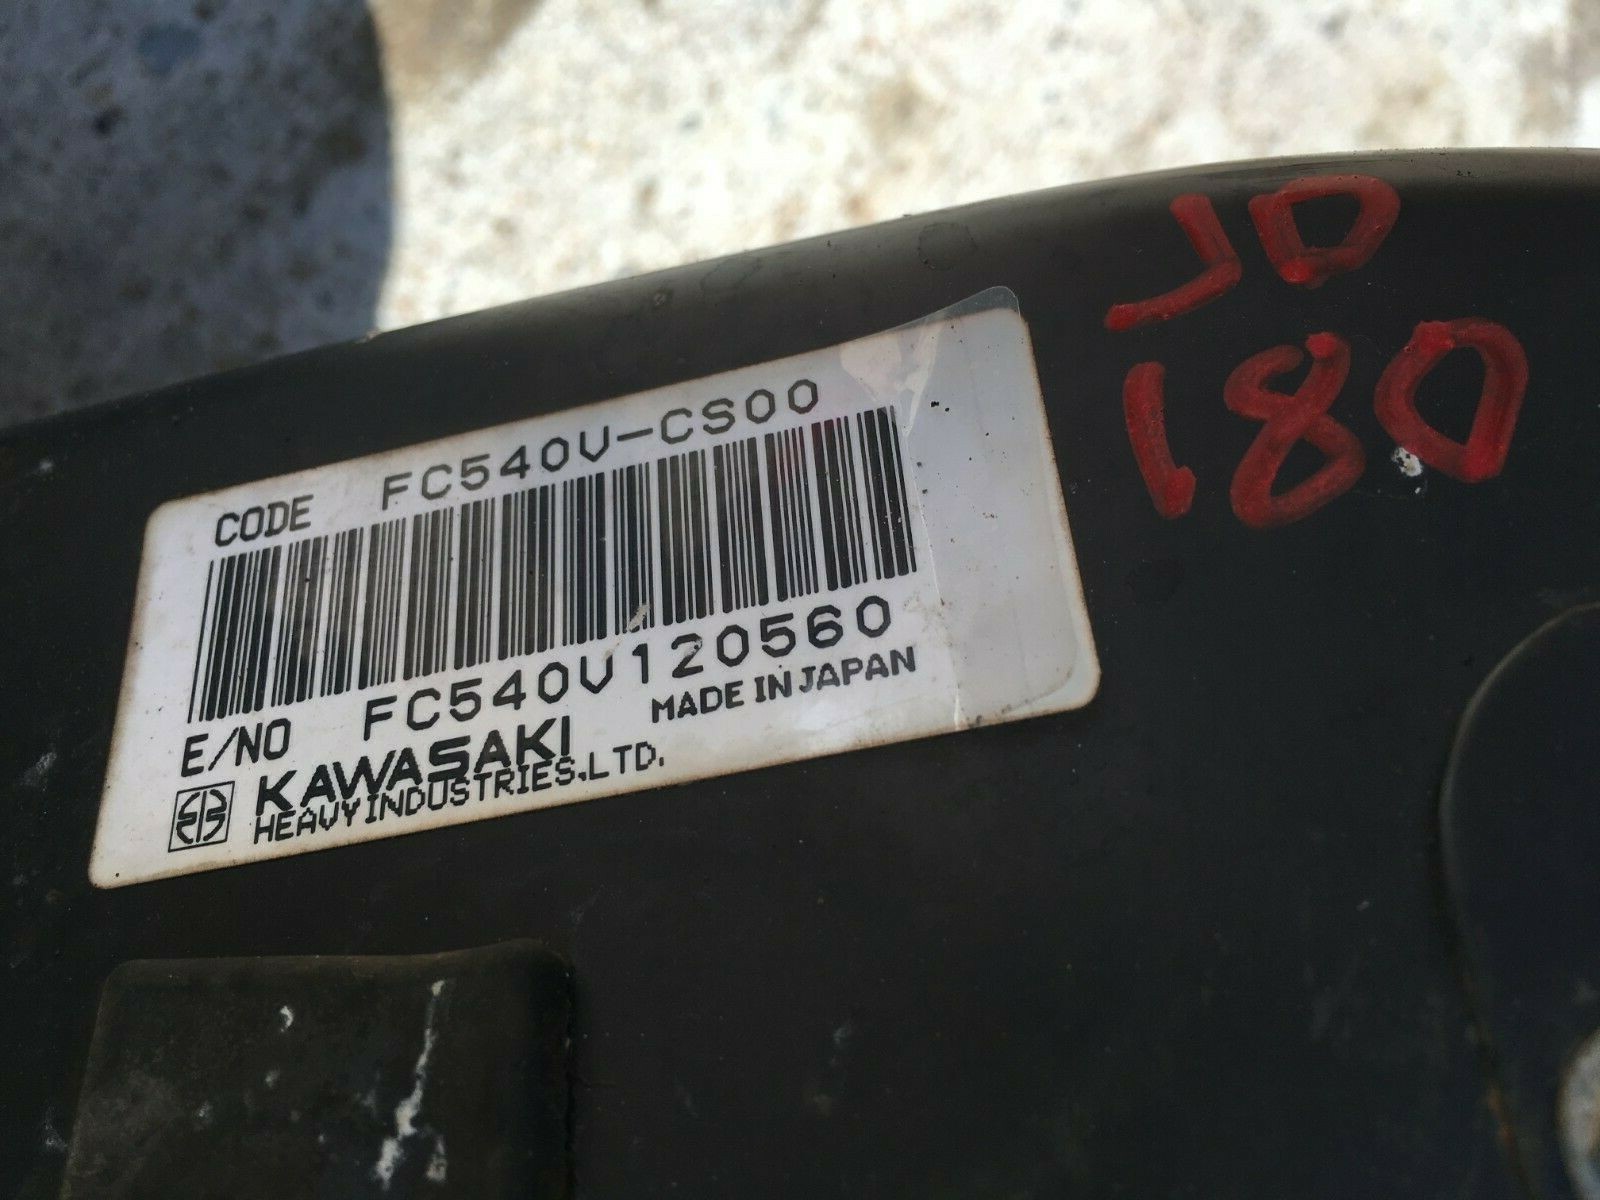 JD
180
CODE FC540V-CS00
E/NO FC540V120560
MADE IN JAPAN
KAWASAKI
HEAVY INDUSTRIES,LTD.